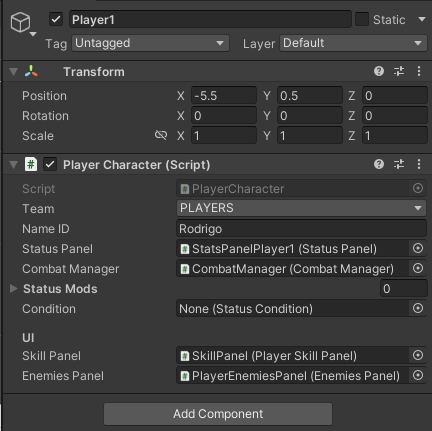 Player1 Static
Tag Untagged Layer Default
Transform
Position X -5.5 Y 0.5 Z 0
Rotation X 0 Y 0 Z 0
Scale X 1 Y 1 Z 1
# Player Character (Script)
Script # PlayerCharacter
Team PLAYERS
Name ID Rodrigo
Status Panel # StatsPanelPlayer1 (Status Panel)
Combat Manager # CombatManager (Combat Manager)
Status Mods 0
Condition None (Status Condition)
UI
Skill Panel # SkillPanel (Player Skill Panel)
Enemies Panel # PlayerEnemiesPanel (Enemies Panel)
Add Component